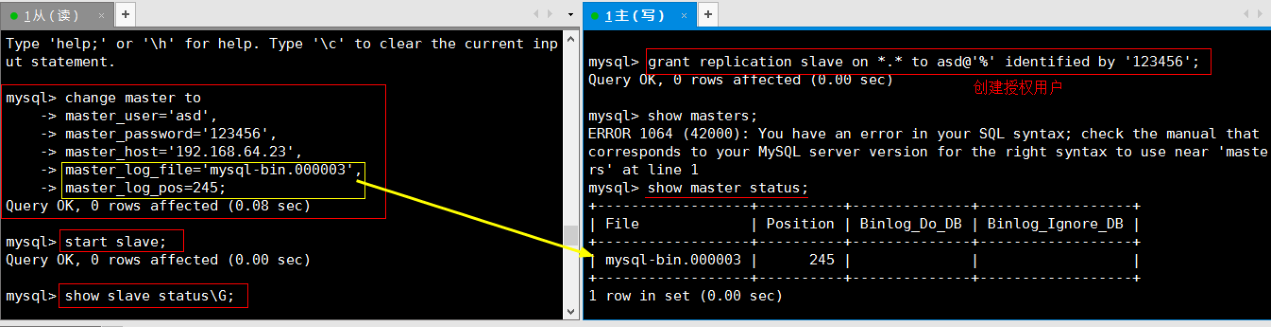 1从(读) × +
Type 'help;' or '\h' for help. Type '\c' to clear the current inp
ut statement.
mysql> change master to
-> master_user='asd',
-> master_password='123456',
-> master_host='192.168.64.23',
-> master_log_file='mysql-bin.000003',
-> master_log_pos=245;
Query OK, 0 rows affected (0.08 sec)
mysql> start slave;
Query OK, 0 rows affected (0.00 sec)
mysql> show slave status\G;
1主(写) × +
mysql> grant replication slave on *.* to asd@'%' identified by '123456';
Query OK, 0 rows affected (0.00 sec)
创建授权用户
mysql> show masters;
ERROR 1064 (42000): You have an error in your SQL syntax; check the manual that
corresponds to your MySQL server version for the right syntax to use near 'maste
rs' at line 1
mysql> show master status;
+------------------+----------+--------------+------------------+
| File             | Position | Binlog_Do_DB | Binlog_Ignore_DB |
+------------------+----------+--------------+------------------+
| mysql-bin.000003 |      245 |              |                  |
+------------------+----------+--------------+------------------+
1 row in set (0.00 sec)